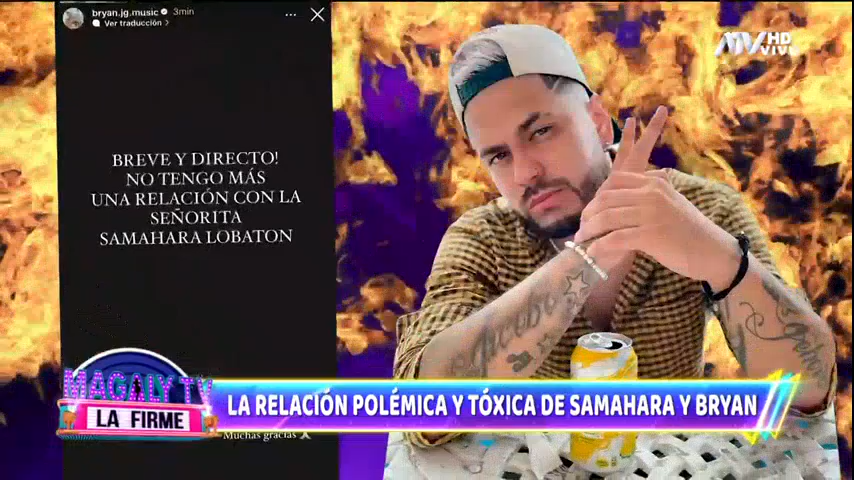 bryan.jg.music 3min
Ver traducción >
BREVE Y DIRECTO!
NO TENGO MÁS
UNA RELACIÓN CON LA
SEÑORITA
SAMAHARA LOBATON
Muchas gracias
ATV HD
VIVO
MAGALY TV
LA FIRME
LA RELACIÓN POLÉMICA Y TÓXICA DE SAMAHARA Y BRYAN